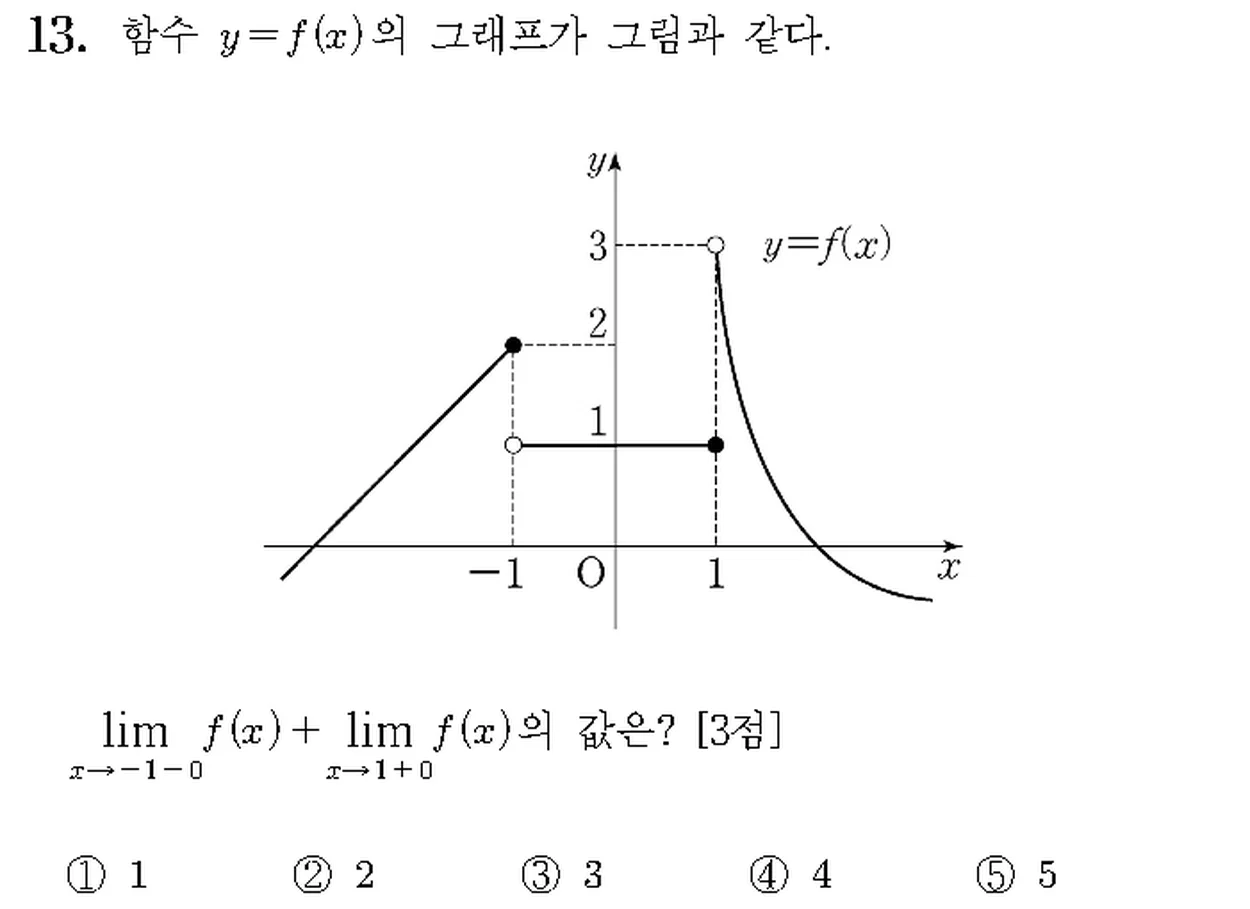 13. 함수 y=f(x)의 그래프가 그림과 같다.
y
3
y=f(x)
2
1
-1 O 1 x
lim f(x)+ lim f(x)의 값은? [3점]
x→-1-0 x→1+0
① 1 ② 2 ③ 3 ④ 4 ⑤ 5